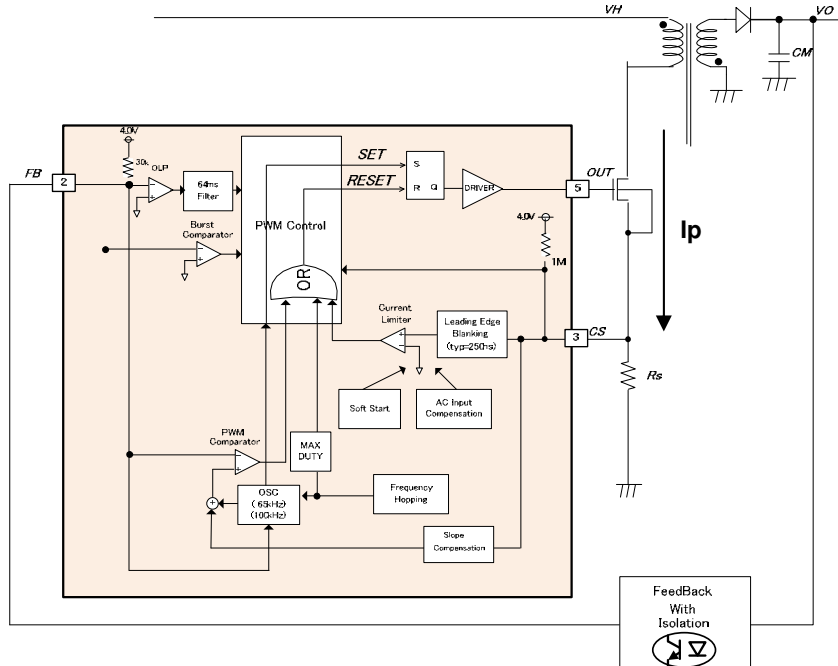 VH
VO
CM
4.0V
30k
OLP
FB
2
64ms
Filter
Burst
Comparator
PWM Control
SET
RESET
S
R
Q
DRIVER
5
OUT
4.0V
1M
Ip
OR
Current
Limiter
Leading Edge
Blanking
(typ=250ns)
3
CS
Rs
Soft Start
AC Input
Compensation
PWM
Comparator
MAX
DUTY
OSC
(65kHz)
(100kHz)
Frequency
Hopping
Slope
Compensation
FeedBack
With
Isolation